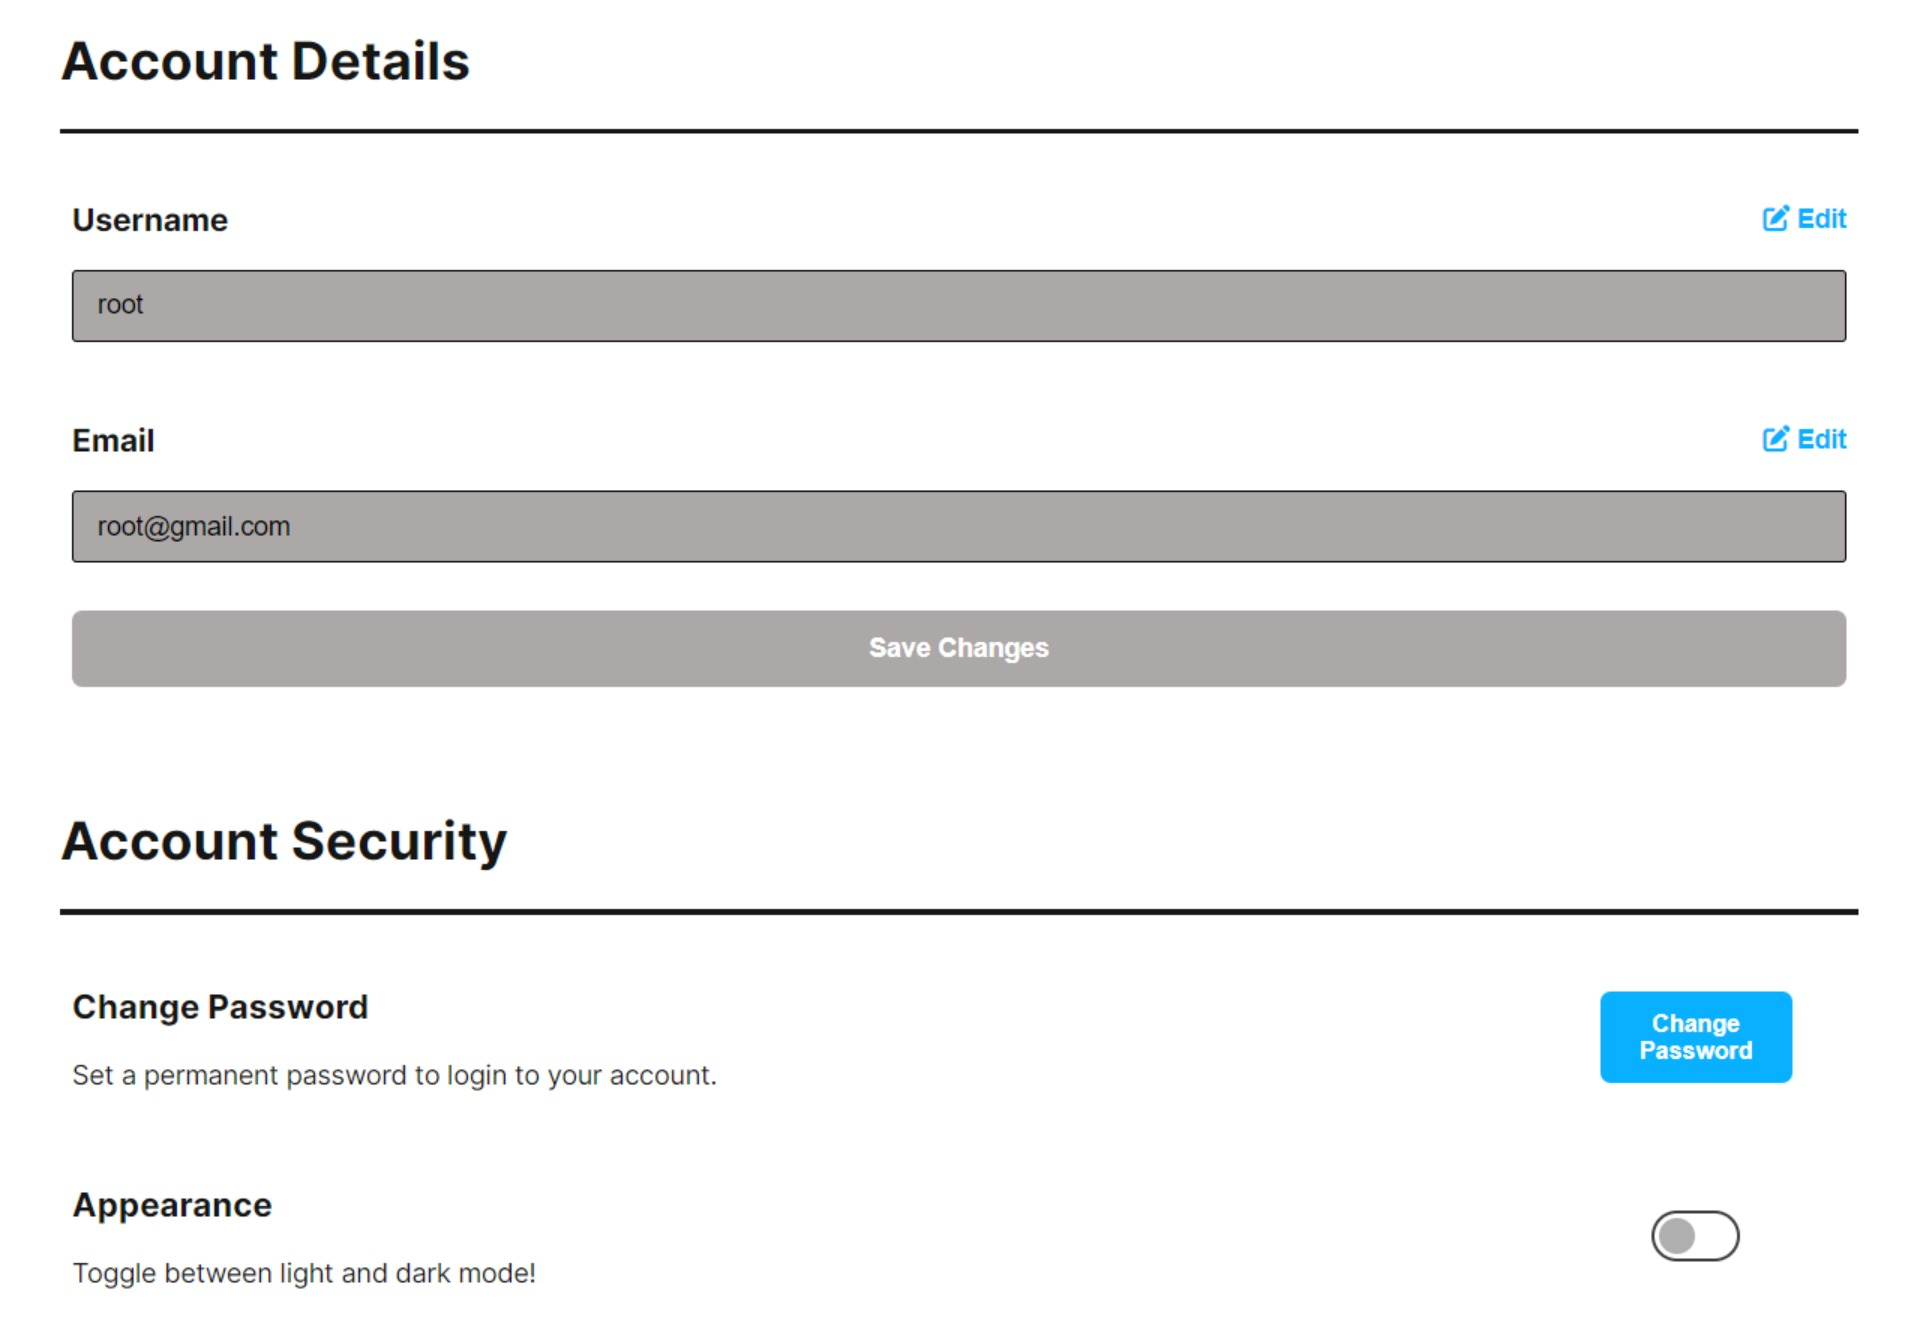 Account Details
Username
Edit
root
Email
Edit
root@gmail.com
Save Changes
Account Security
Change Password
Set a permanent password to login to your account.
Change
Password
Appearance
Toggle between light and dark mode!